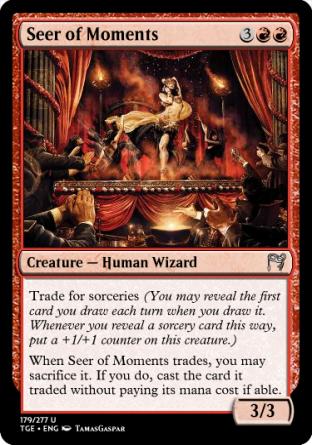 Seer of Moments 3
Creature — Human Wizard
Trade for sorceries (You may reveal the first
card you draw each turn when you draw it.
Whenever you reveal a sorcery card this way,
put a +1/+1 counter on this creature.)
When Seer of Moments trades, you may
sacrifice it. If you do, cast the card it
traded without paying its mana cost if able.
3/3
179/277 U
TGE • ENG TamasGaspar